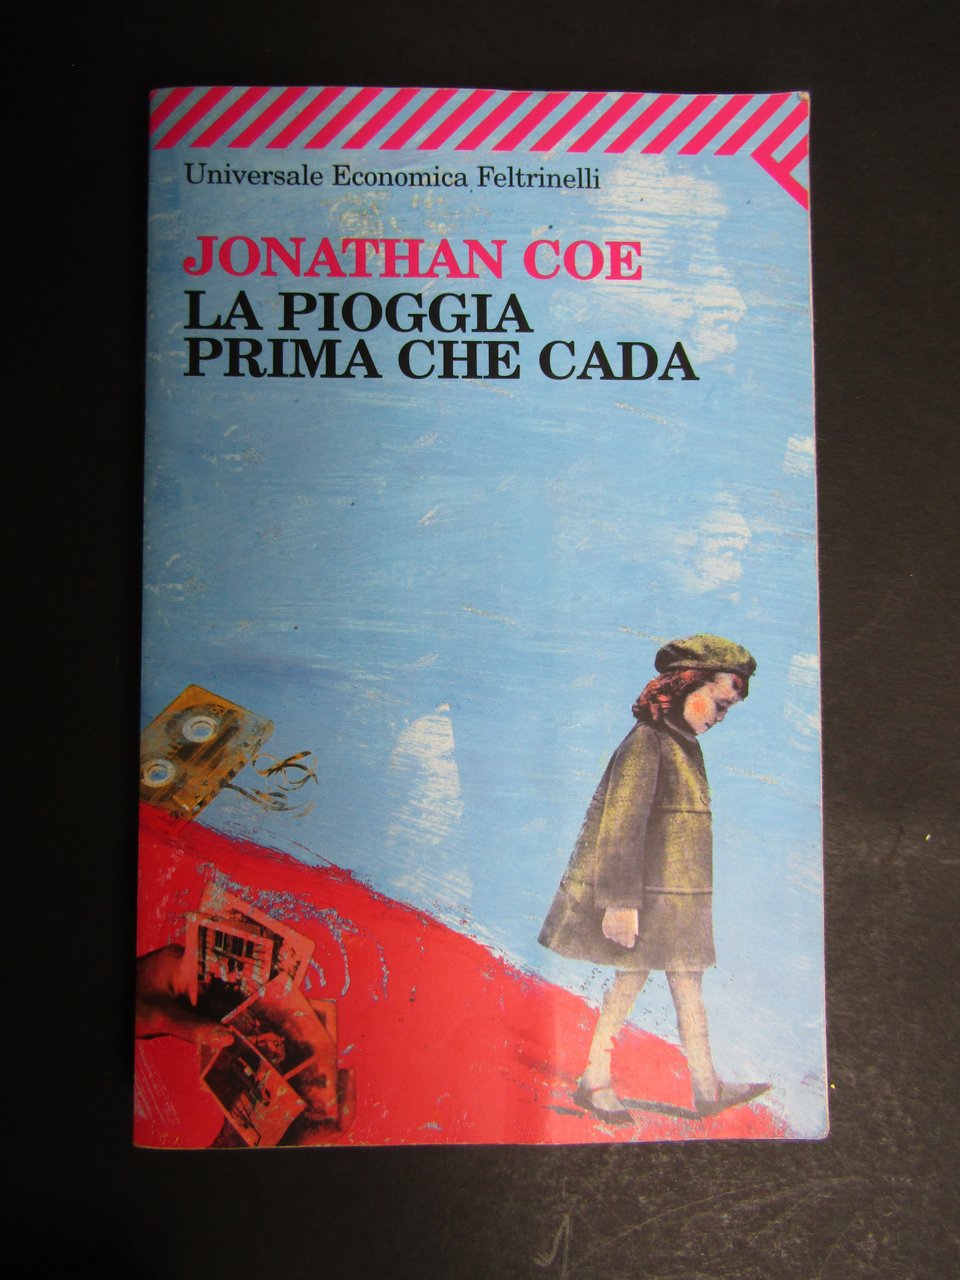 Universale Economica Feltrinelli
JONATHAN COE
LA PIOGGIA
PRIMA CHE CADA